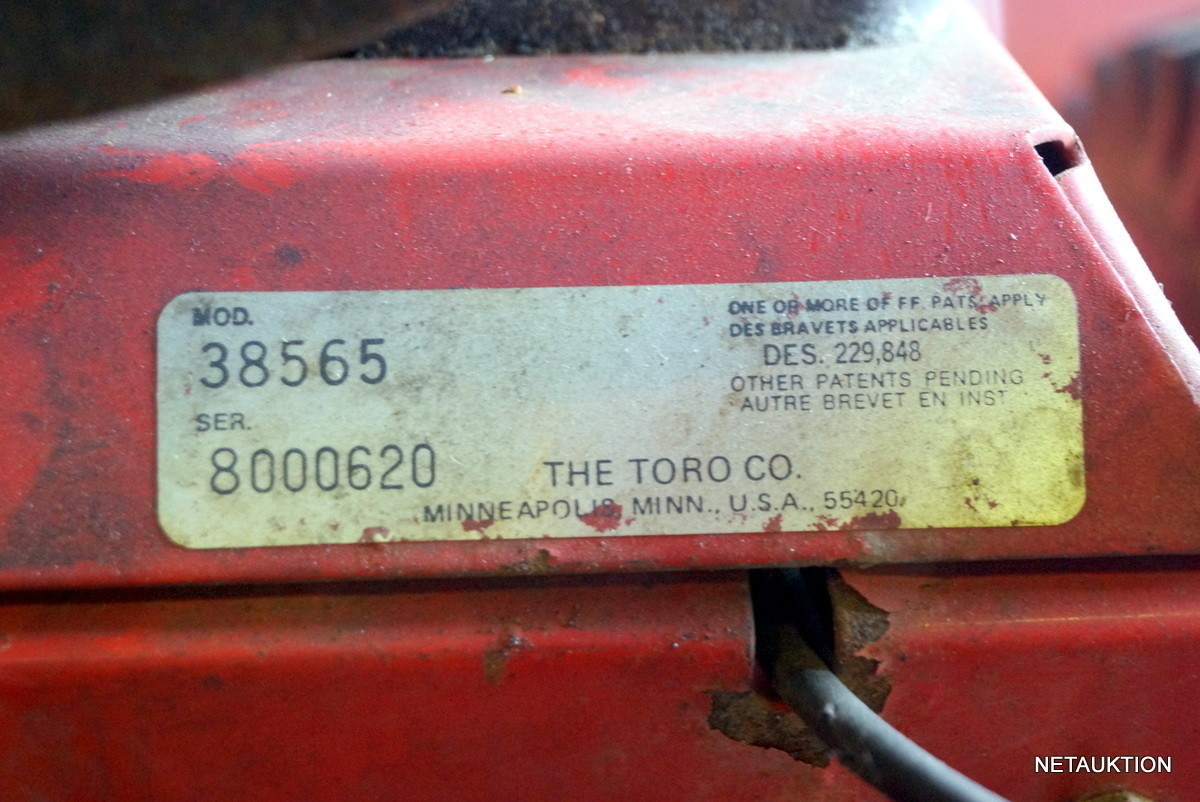 MOD.
38565
SER.
8000620
ONE OR MORE OF FF. PATS. APPLY
DES BRAVETS APPLICABLES
DES. 229,848
OTHER PATENTS PENDING
AUTRE BREVET EN INST
THE TORO CO.
MINNEAPOLIS, MINN., U.S.A., 55420
NETAUKTION